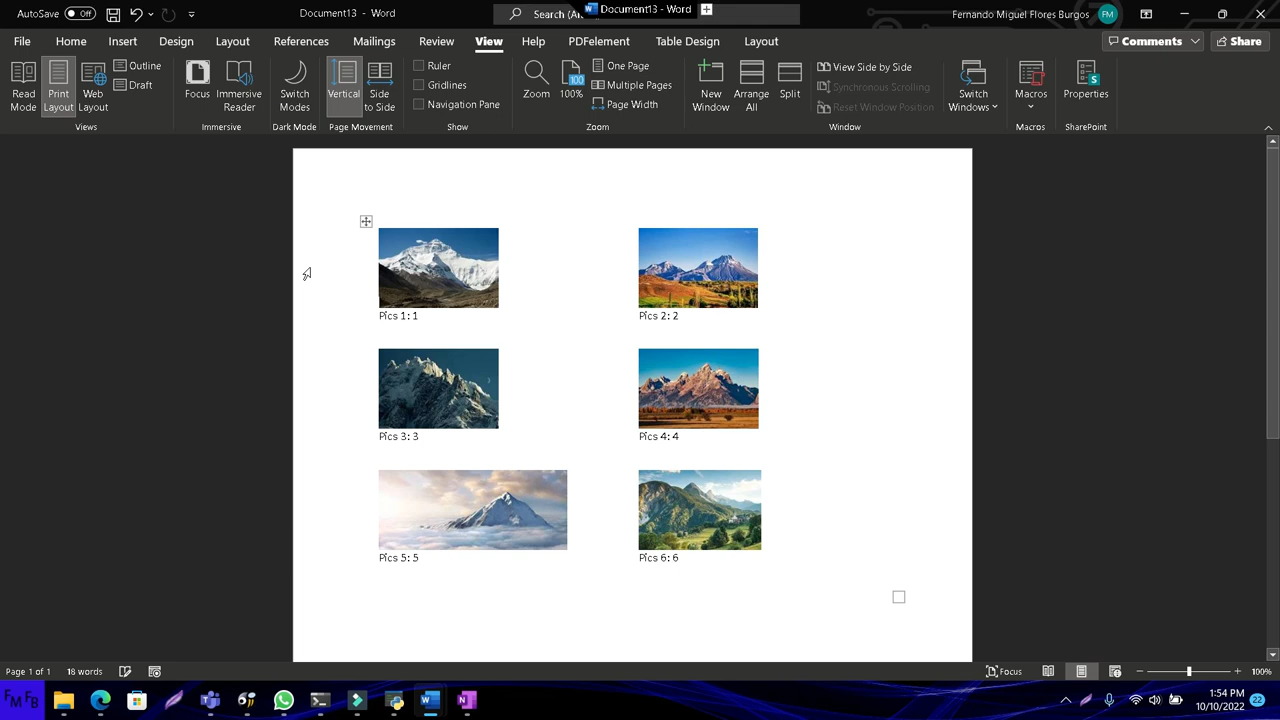 AutoSave Off Document13 - Word Search (Al Document13 - Word Fernando Miguel Flores Burgos FM
File Home Insert Draw Design Layout References Mailings Review View Help PDFelement Table Design Layout Comments Share
Read Mode
Print Layout
Web Layout
Outline
Draft
Views
Focus
Immersive Reader
Immersive
Switch Modes
Dark Mode
Vertical
Side to Side
Page Movement
Ruler
Gridlines
Navigation Pane
Show
Zoom
100%
One Page
Multiple Pages
Page Width
Zoom
New Window
Arrange All
Split
View Side by Side
Synchronous Scrolling
Reset Window Position
Switch Windows
Window
Macros
Macros
Properties
SharePoint
Pics 1: 1
Pics 2: 2
Pics 3: 3
Pics 4: 4
Pics 5: 5
Pics 6: 6
Page 1 of 1 18 words Focus 100%
FM FB
1:54 PM
10/10/2022 22